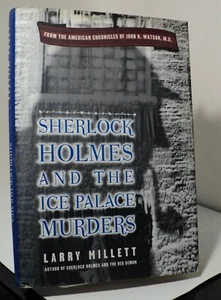 FROM THE AMERICAN CHRONICLES OF JOHN H. WATSON, M.D.
SHERLOCK
HOLMES
AND THE
ICE PALACE
MURDERS
LARRY MILLETT
AUTHOR OF SHERLOCK HOLMES AND THE RED DEMON